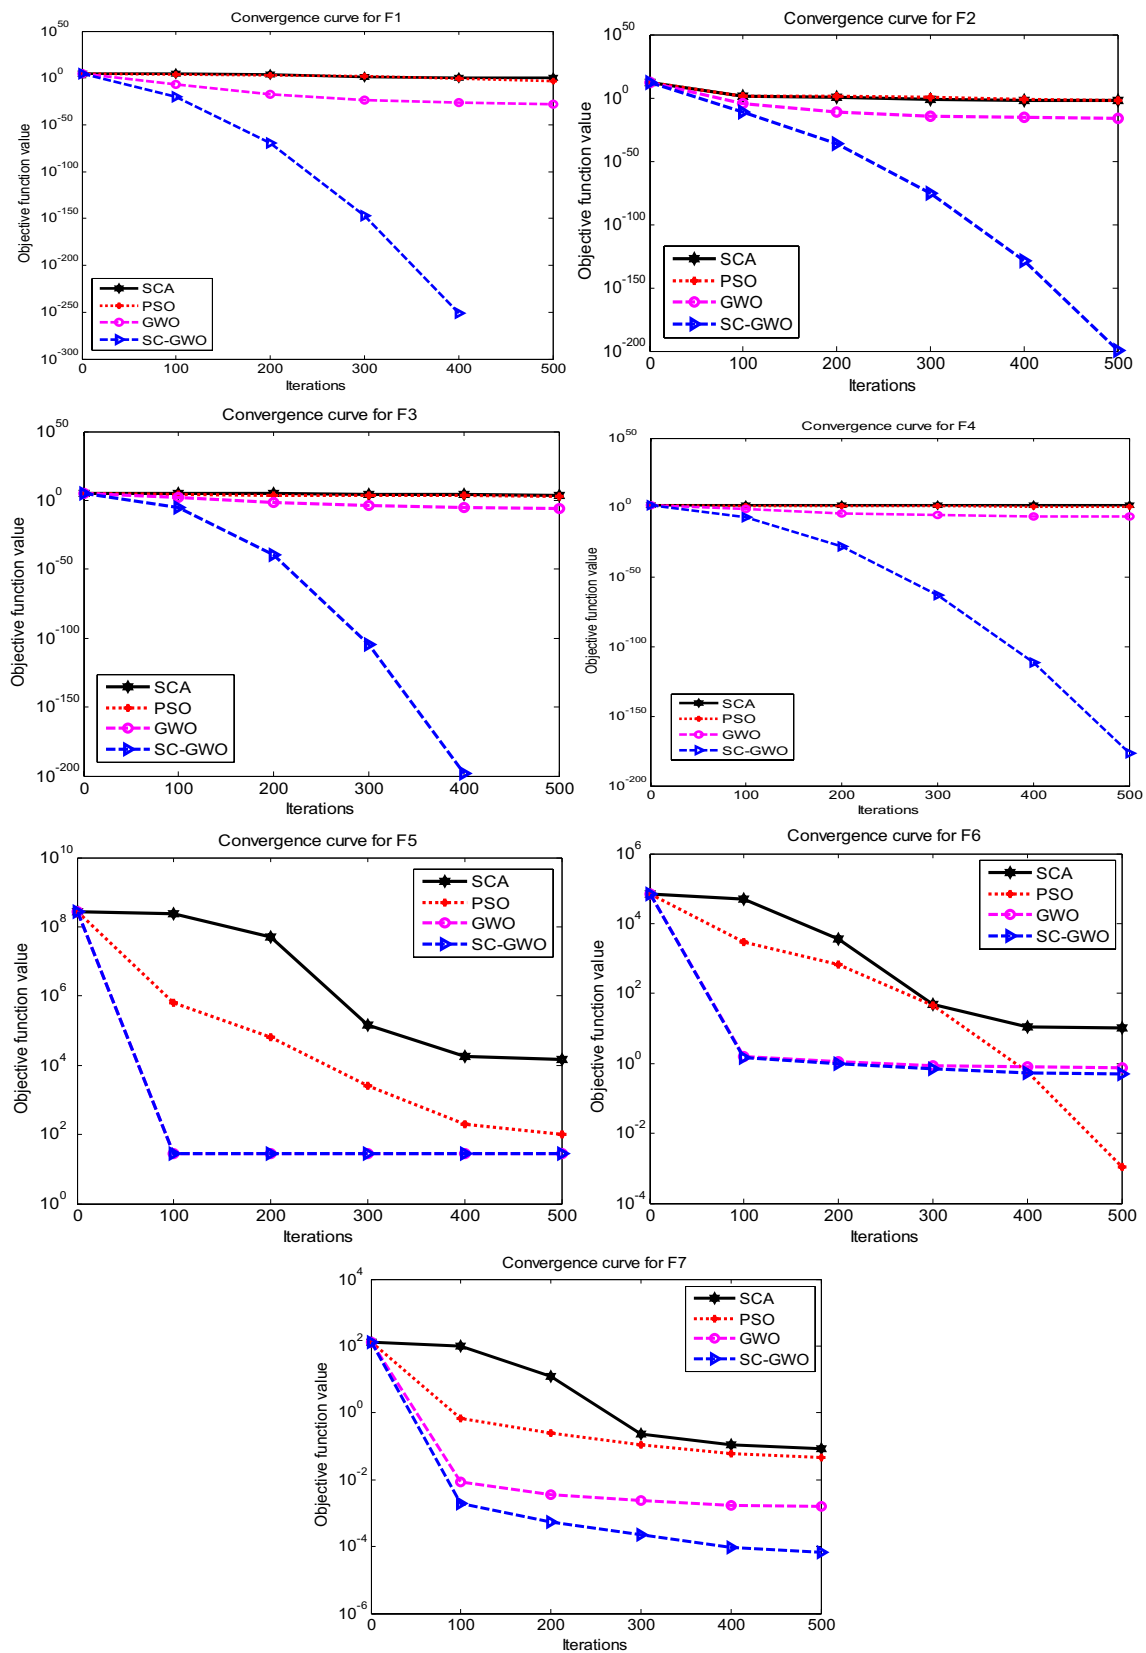 Convergence curve for F1
Objective function value
10^50
10^0
10^-50
10^-100
10^-150
10^-200
10^-250
10^-300
SCA
PSO
GWO
SC-GWO
0 100 200 300 400 500
Iterations
Convergence curve for F2
Objective function value
10^50
10^0
10^-50
10^-100
10^-150
10^-200
SCA
PSO
GWO
SC-GWO
0 100 200 300 400 500
Iterations
Convergence curve for F3
Objective function value
10^50
10^0
10^-50
10^-100
10^-150
10^-200
SCA
PSO
GWO
SC-GWO
0 100 200 300 400 500
Iterations
Convergence curve for F4
Objective function value
10^50
10^0
10^-50
10^-100
10^-150
10^-200
SCA
PSO
GWO
SC-GWO
0 100 200 300 400 500
Iterations
Convergence curve for F5
Objective function value
10^10
10^8
10^6
10^4
10^2
10^0
SCA
PSO
GWO
SC-GWO
0 100 200 300 400 500
Iterations
Convergence curve for F6
Objective function value
10^6
10^4
10^2
10^0
10^-2
10^-4
SCA
PSO
GWO
SC-GWO
0 100 200 300 400 500
Iterations
Convergence curve for F7
Objective function value
10^4
10^2
10^0
10^-2
10^-4
10^-6
SCA
PSO
GWO
SC-GWO
0 100 200 300 400 500
Iterations